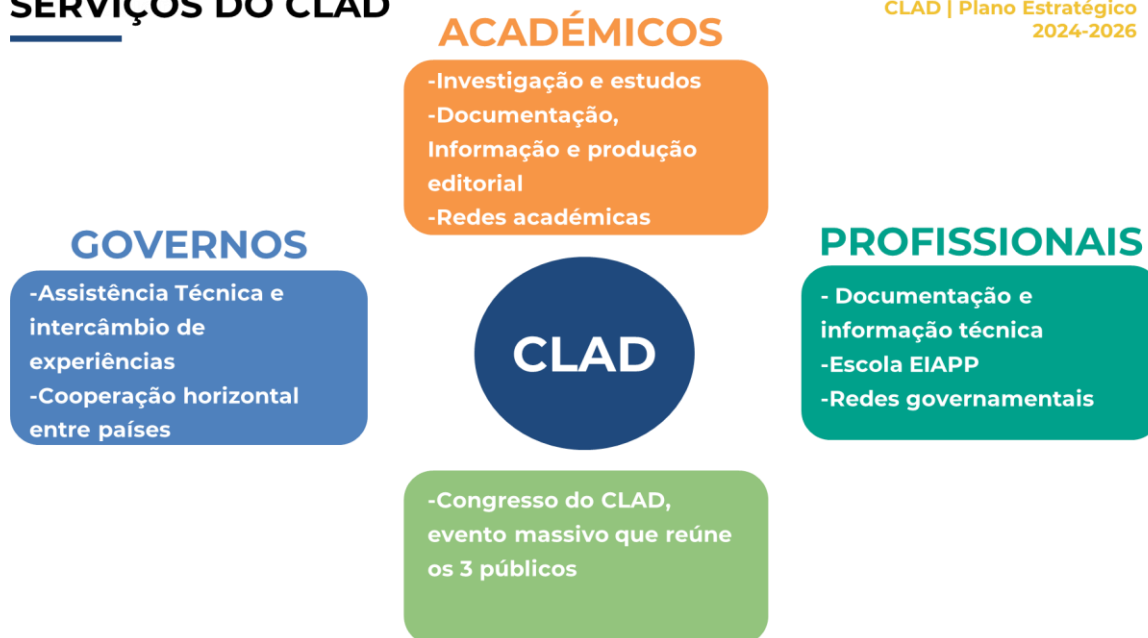 SERVIÇOS DO CLAD
CLAD | Plano Estratégico
2024-2026
ACADÉMICOS
-Investigação e estudos
-Documentação,
Informação e produção
editorial
-Redes académicas
GOVERNOS
-Assistência Técnica e
intercâmbio de
experiências
-Cooperação horizontal
entre países
CLAD
PROFISSIONAIS
- Documentação e
informação técnica
-Escola EIAPP
-Redes governamentais
-Congresso do CLAD,
evento massivo que reúne
os 3 públicos